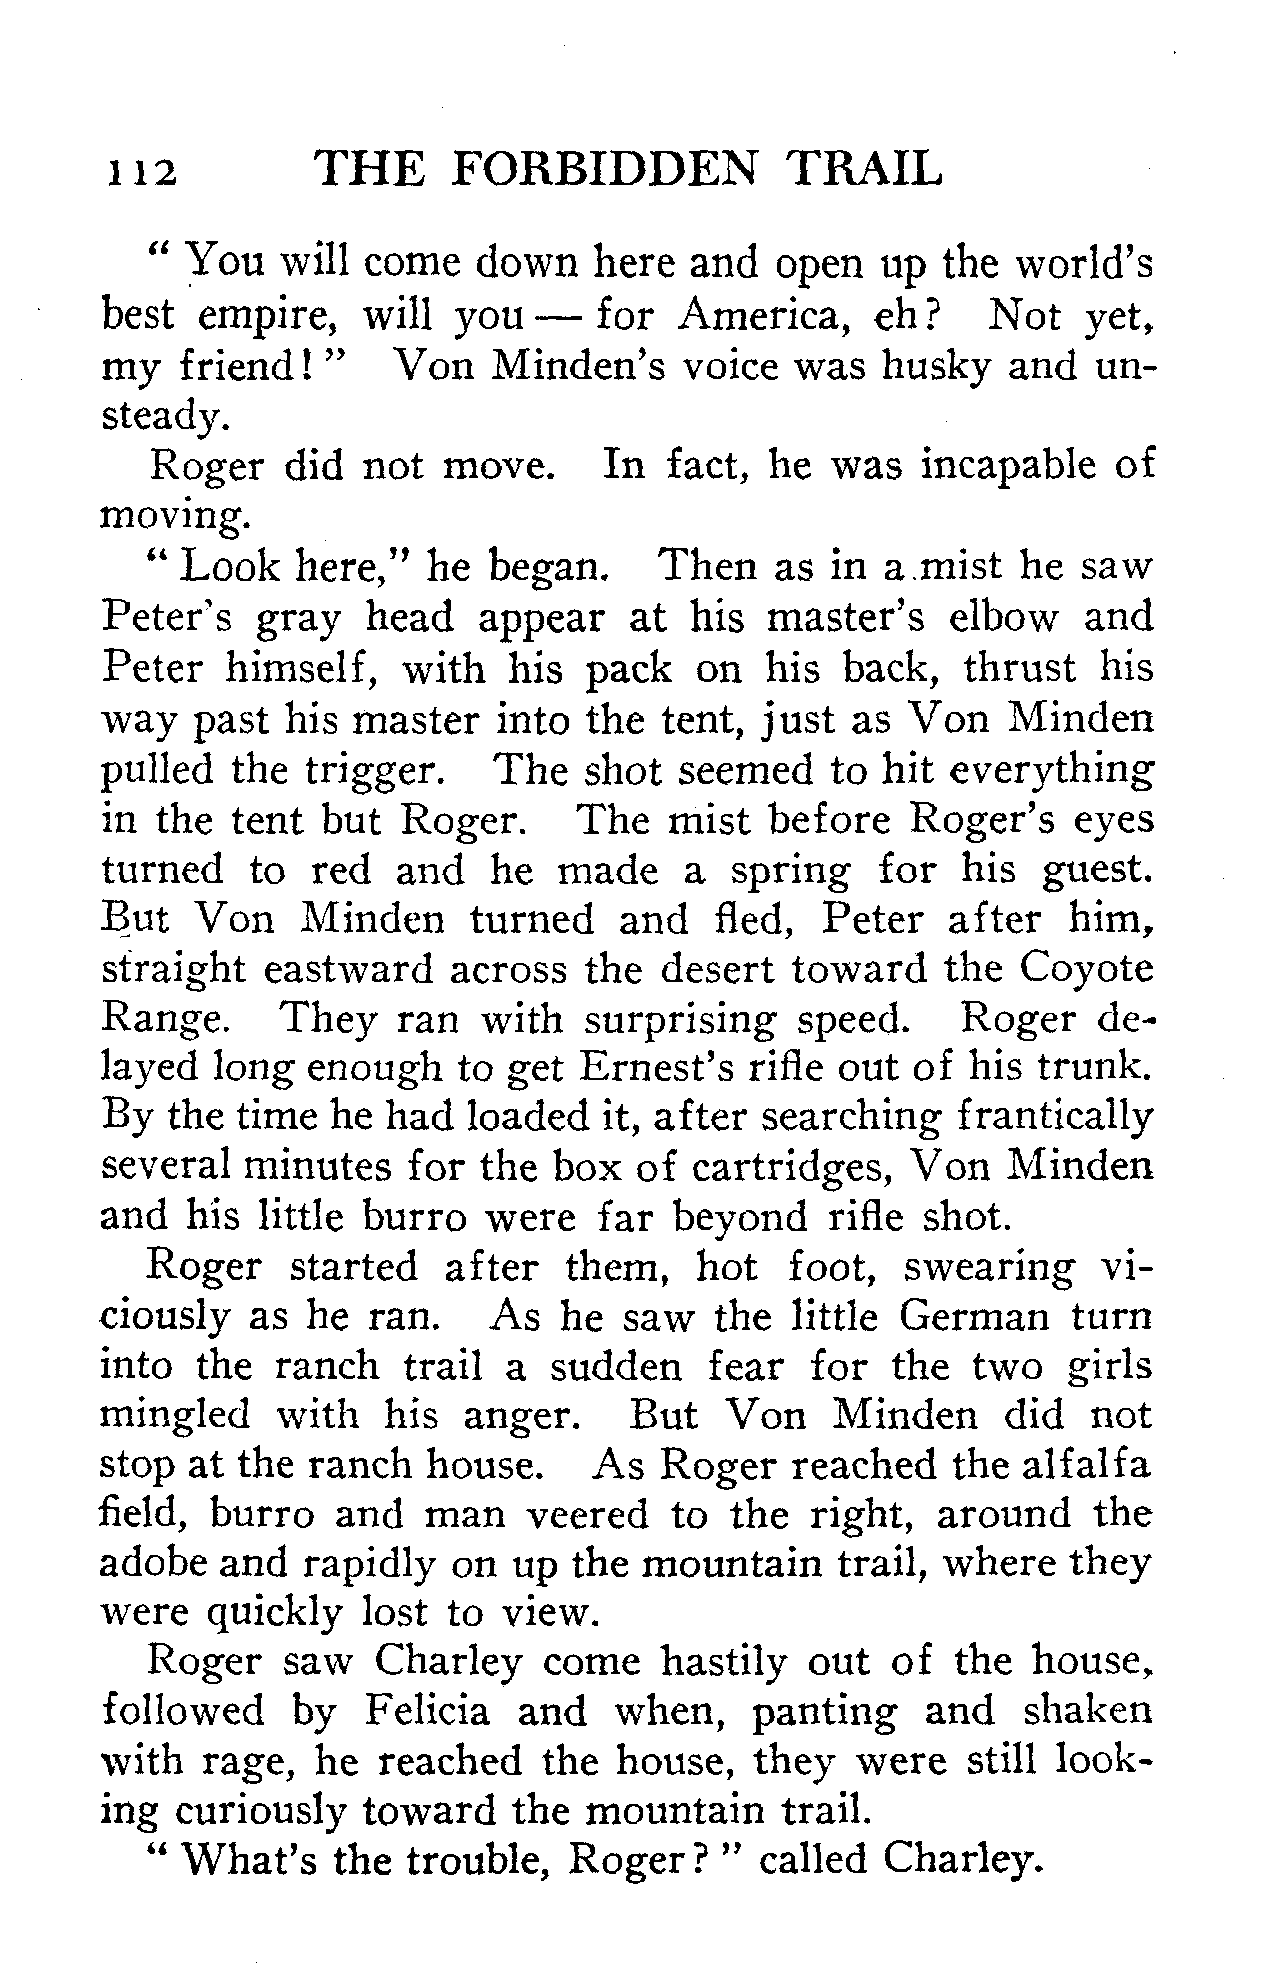 112 THE FORBIDDEN TRAIL
“ You will come down here and open up the world’s
best empire, will you — for America, eh? Not yet,
my friend! ” Von Minden’s voice was husky and un-
steady.
Roger did not move. In fact, he was incapable of
moving.
“ Look here,” he began. Then as in a mist he saw
Peter’s gray head appear at his master’s elbow and
Peter himself, with his pack on his back, thrust his
way past his master into the tent, just as Von Minden
pulled the trigger. The shot seemed to hit everything
in the tent but Roger. The mist before Roger’s eyes
turned to red and he made a spring for his guest.
But Von Minden turned and fled, Peter after him,
straight eastward across the desert toward the Coyote
Range. They ran with surprising speed. Roger de-
layed long enough to get Ernest’s rifle out of his trunk.
By the time he had loaded it, after searching frantically
several minutes for the box of cartridges, Von Minden
and his little burro were far beyond rifle shot.
Roger started after them, hot foot, swearing vi-
ciously as he ran. As he saw the little German turn
into the ranch trail a sudden fear for the two girls
mingled with his anger. But Von Minden did not
stop at the ranch house. As Roger reached the alfalfa
field, burro and man veered to the right, around the
adobe and rapidly on up the mountain trail, where they
were quickly lost to view.
Roger saw Charley come hastily out of the house,
followed by Felicia and when, panting and shaken
with rage, he reached the house, they were still look-
ing curiously toward the mountain trail.
“ What’s the trouble, Roger? ” called Charley.